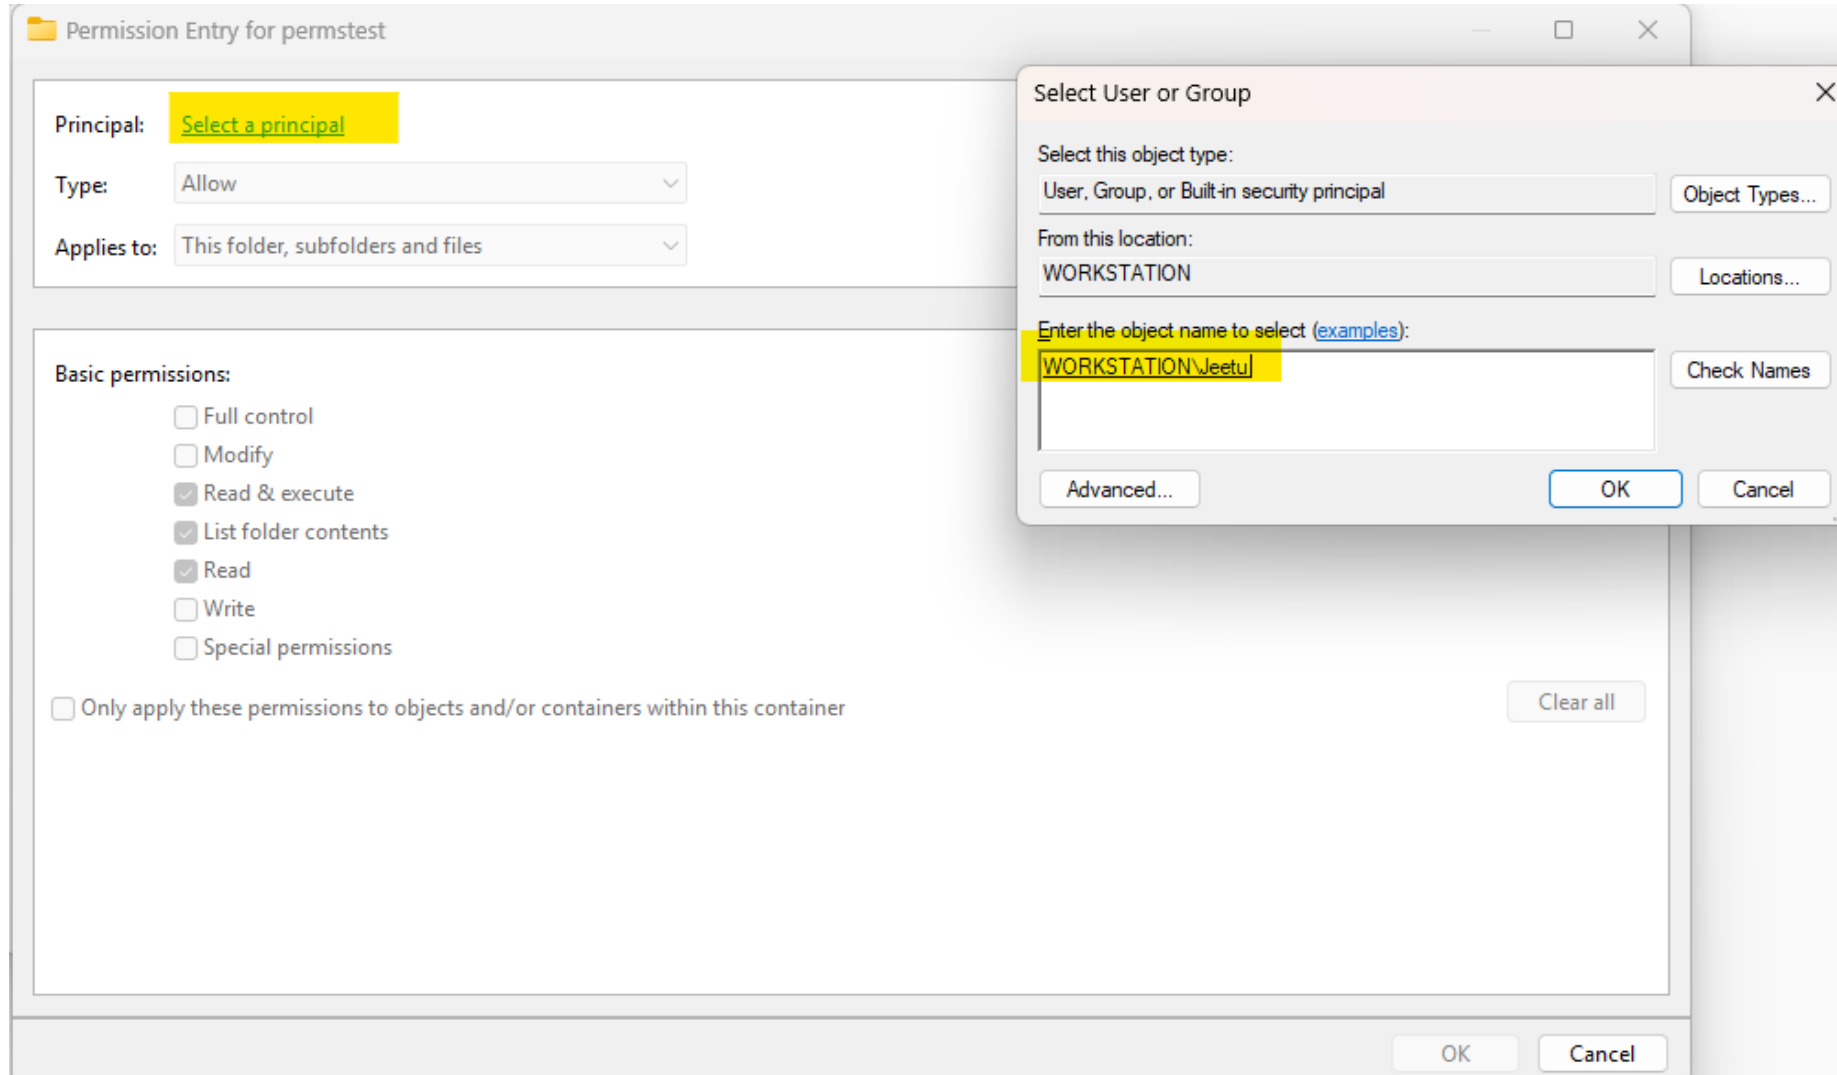 Permission Entry for permstest
Principal: Select a principal
Type: Allow
Applies to: This folder, subfolders and files
Basic permissions:
Full control
Modify
Read & execute
List folder contents
Read
Write
Special permissions
Only apply these permissions to objects and/or containers within this container
Clear all
OK Cancel
Select User or Group
Select this object type:
User, Group, or Built-in security principal Object Types...
From this location:
WORKSTATION Locations...
Enter the object name to select (examples):
WORKSTATION\Jeetu Check Names
Advanced... OK Cancel